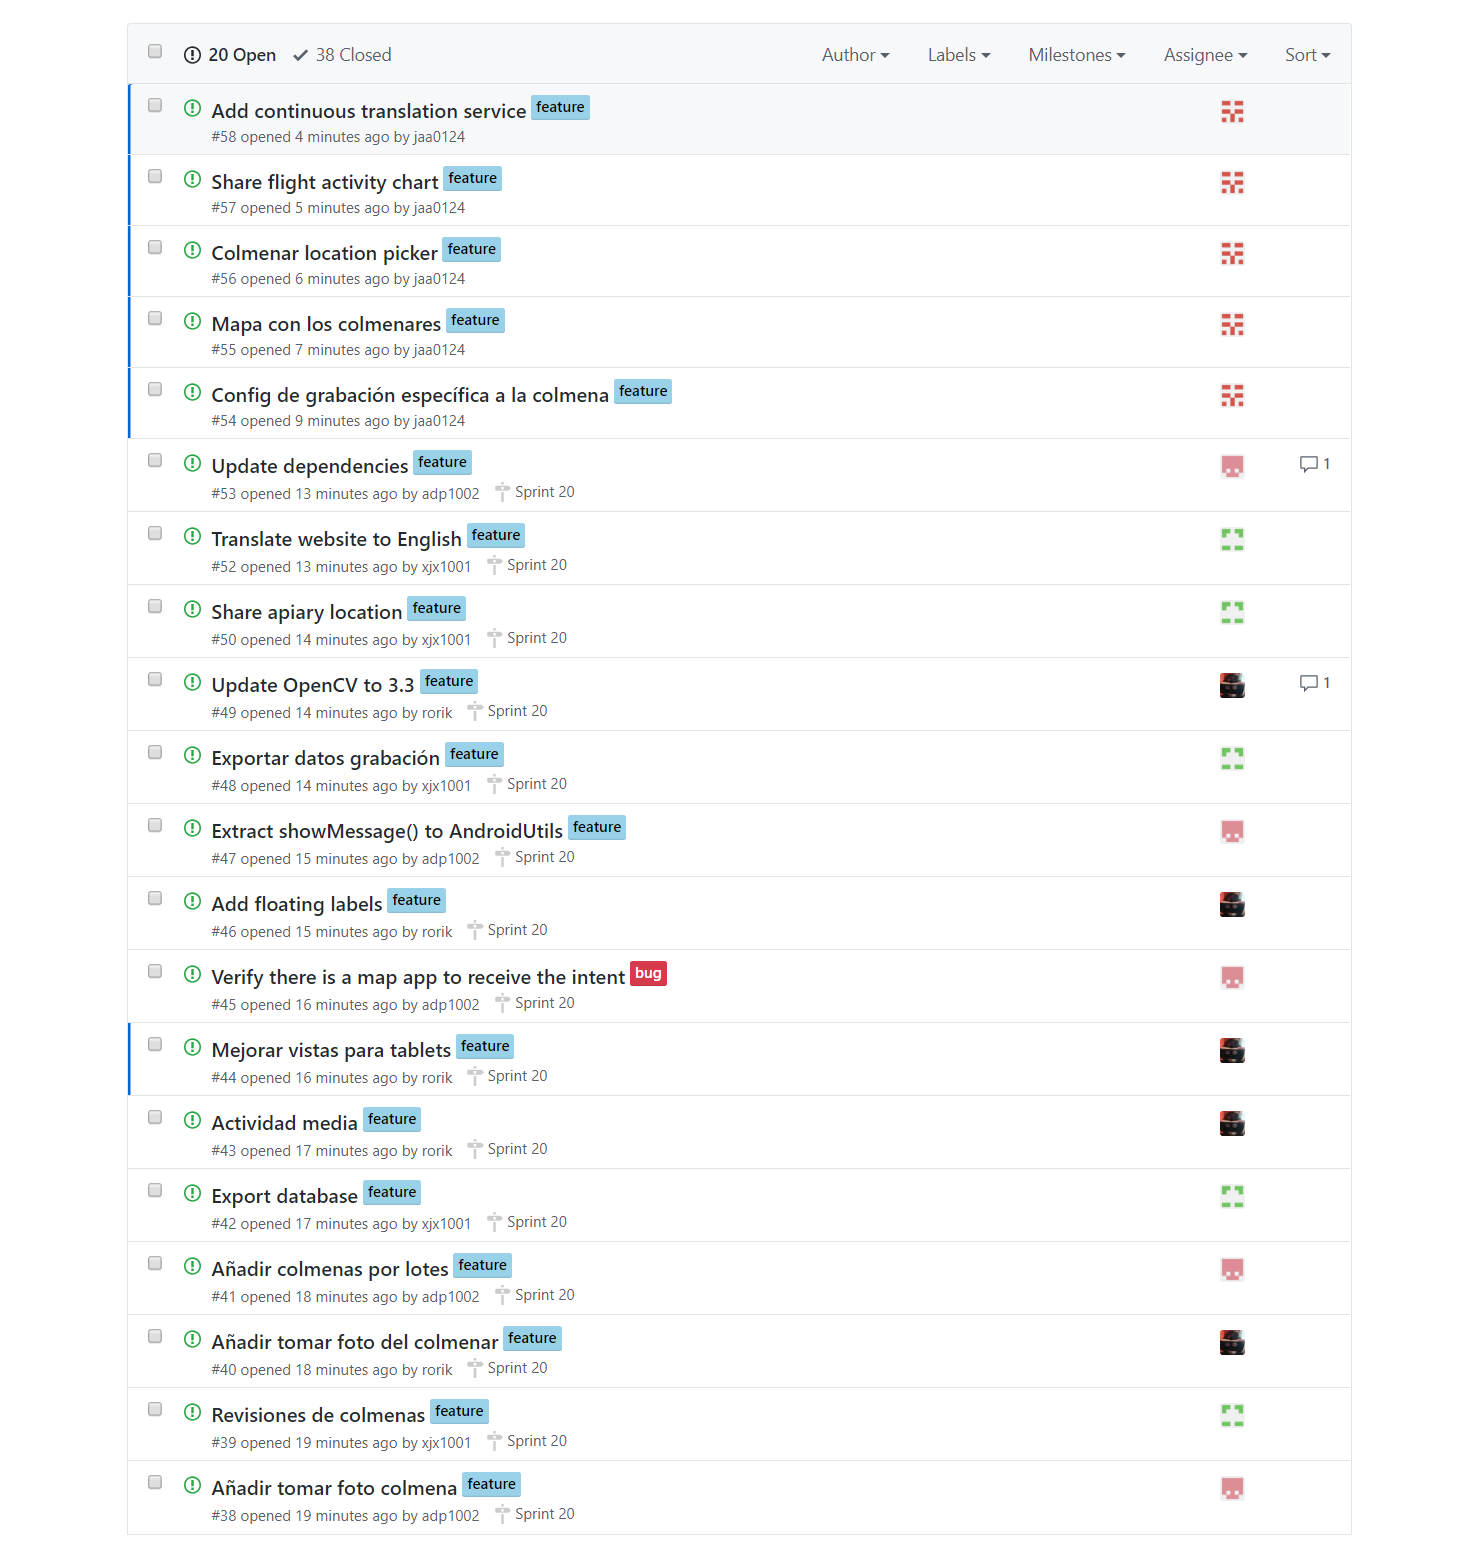 20 Open 38 Closed Author Labels Milestones Assignee Sort
Add continuous translation service feature
#58 opened 4 minutes ago by jaa0124
Share flight activity chart feature
#57 opened 5 minutes ago by jaa0124
Colmenar location picker feature
#56 opened 6 minutes ago by jaa0124
Mapa con los colmenares feature
#55 opened 7 minutes ago by jaa0124
Config de grabación específica a la colmena feature
#54 opened 9 minutes ago by jaa0124
Update dependencies feature 1
#53 opened 13 minutes ago by adp1002 Sprint 20
Translate website to English feature
#52 opened 13 minutes ago by xjx1001 Sprint 20
Share apiary location feature
#50 opened 14 minutes ago by xjx1001 Sprint 20
Update OpenCV to 3.3 feature 1
#49 opened 14 minutes ago by rorik Sprint 20
Exportar datos grabación feature
#48 opened 14 minutes ago by xjx1001 Sprint 20
Extract showMessage() to AndroidUtils feature
#47 opened 15 minutes ago by adp1002 Sprint 20
Add floating labels feature
#46 opened 15 minutes ago by rorik Sprint 20
Verify there is a map app to receive the intent bug
#45 opened 16 minutes ago by adp1002 Sprint 20
Mejorar vistas para tablets feature
#44 opened 16 minutes ago by rorik Sprint 20
Actividad media feature
#43 opened 17 minutes ago by rorik Sprint 20
Export database feature
#42 opened 17 minutes ago by xjx1001 Sprint 20
Añadir colmenas por lotes feature
#41 opened 18 minutes ago by adp1002 Sprint 20
Añadir tomar foto del colmenar feature
#40 opened 18 minutes ago by rorik Sprint 20
Revisiones de colmenas feature
#39 opened 19 minutes ago by xjx1001 Sprint 20
Añadir tomar foto colmena feature
#38 opened 19 minutes ago by adp1002 Sprint 20